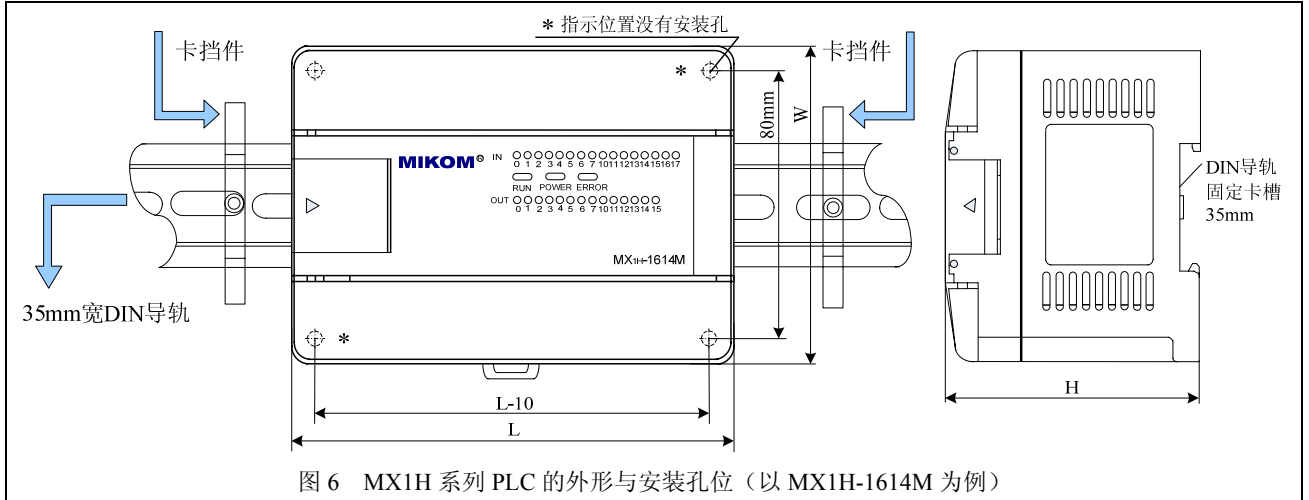 * 指示位置没有安装孔
卡挡件
卡挡件
*
80mm
W
MIKOM®
IN
0 1 2 3 4 5 6 7 10 11 12 13 14 15 16 17
RUN POWER ERROR
OUT
0 1 2 3 4 5 6 7 10 11 12 13 14 15
MX1H-1614M
DIN导轨
固定卡槽
35mm
35mm宽DIN导轨
*
L-10
L
H
图 6 MX1H 系列 PLC 的外形与安装孔位（以 MX1H-1614M 为例）